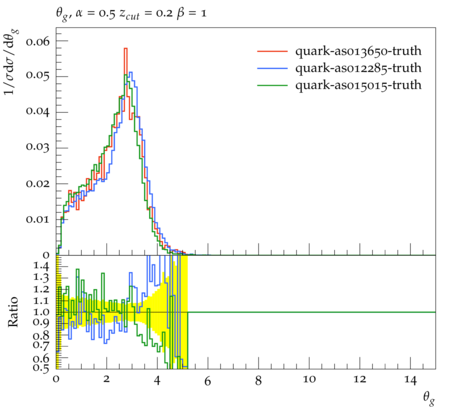 θg, α = 0.5 zcut = 0.2 β = 1
1/σdσ/dθg
0.06
0.05
0.04
0.03
0.02
0.01
0
quark-as013650-truth
quark-as012285-truth
quark-as015015-truth
Ratio
1.4
1.3
1.2
1.1
1.0
0.9
0.8
0.7
0.6
0.5
0 2 4 6 8 10 12 14
θg